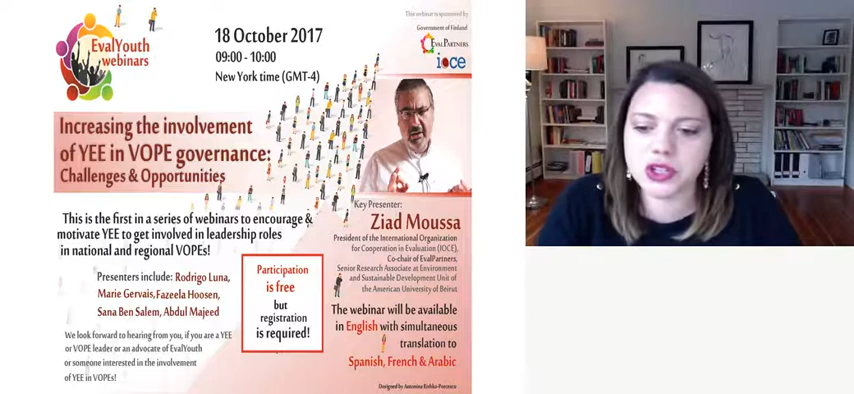 This webinar is sponsored by
Government of Finland
EVALPARTNERS
ioce
EvalYouth
webinars
18 October 2017
09:00 - 10:00
New York time (GMT-4)
Increasing the involvement
of YEE in VOPE governance:
Challenges & Opportunities
Key Presenter:
Ziad Moussa
President of the International Organization
for Cooperation in Evaluation (IOCE),
Co-chair of EvalPartners,
Senior Research Associate at Environment
and Sustainable Development Unit of
the American University of Beirut
This is the first in a series of webinars to encourage &
motivate YEE to get involved in leadership roles
in national and regional VOPEs!
Presenters include: Rodrigo Luna,
Marie Gervais, Fazeela Hoosen,
Sana Ben Salem, Abdul Majeed
Participation
is free
but
registration
is required!
The webinar will be available
in English with simultaneous
translation to
Spanish, French & Arabic
We look forward to hearing from you, if you are a YEE
or VOPE leader or an advocate of EvalYouth
or someone interested in the involvement
of YEE in VOPEs!
Designed by Antonina Rishko-Porcesco